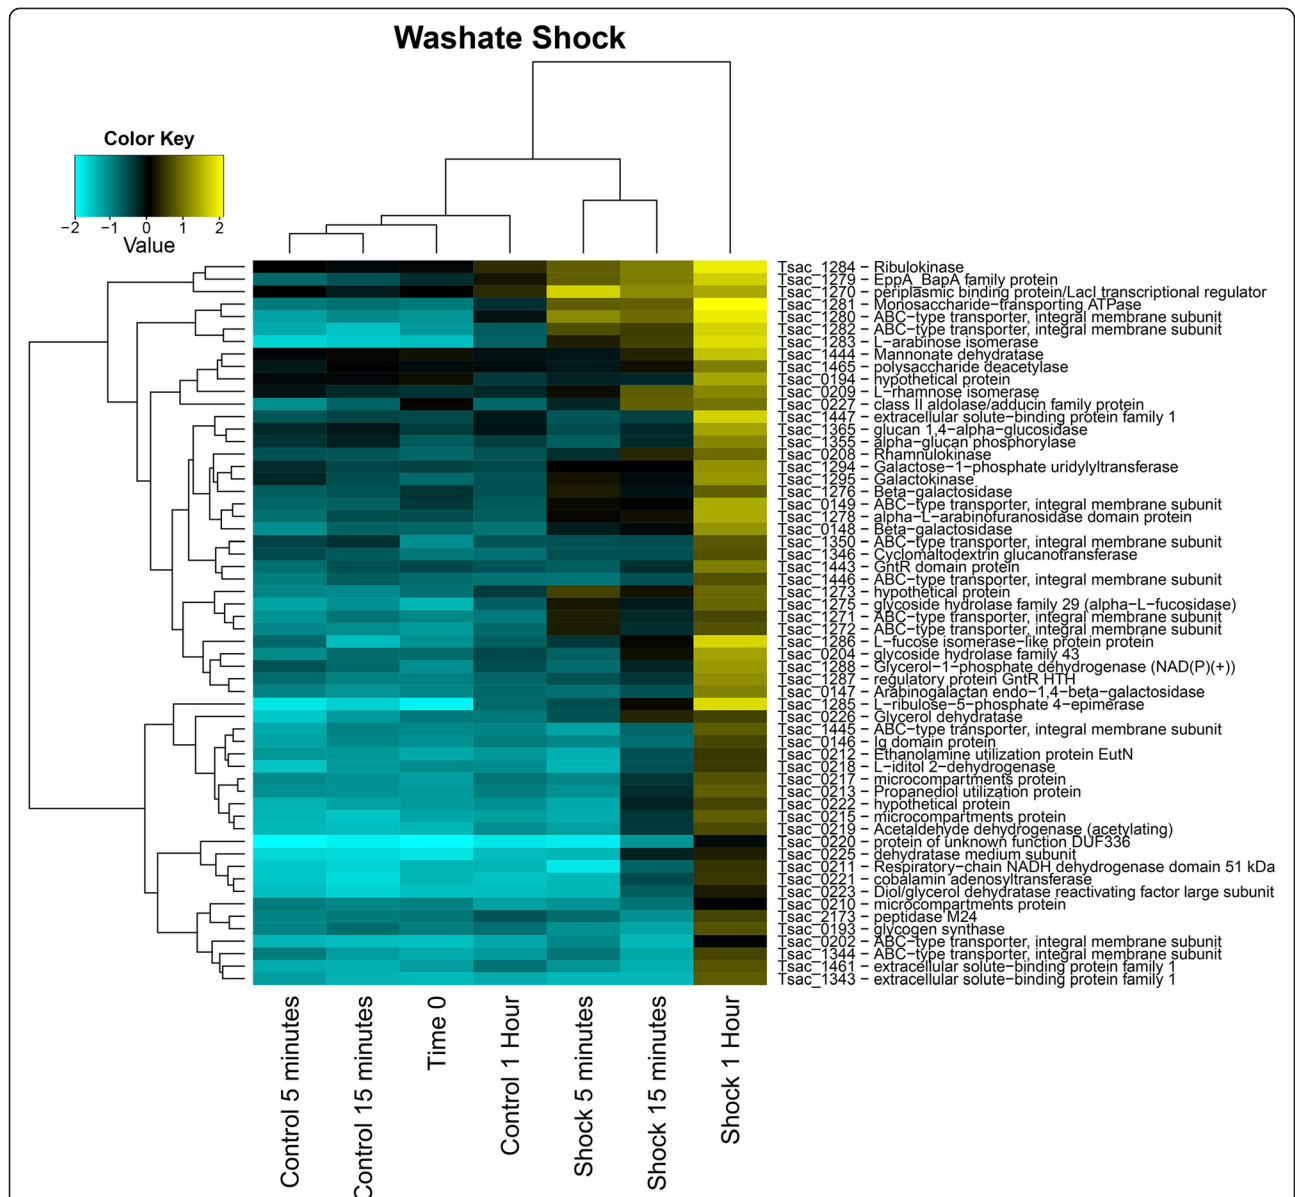 Washate Shock
Color Key
−2 −1 0 1 2
Value
Tsac_1284 − Ribulokinase
Tsac_1279 − EppA_BapA family protein
Tsac_1270 − periplasmic binding protein/LacI transcriptional regulator
Tsac_1281 − Monosaccharide−transporting ATPase
Tsac_1280 − ABC−type transporter, integral membrane subunit
Tsac_1282 − ABC−type transporter, integral membrane subunit
Tsac_1283 − L−arabinose isomerase
Tsac_1444 − Mannonate dehydratase
Tsac_1465 − polysaccharide deacetylase
Tsac_0194 − hypothetical protein
Tsac_0209 − L−rhamnose isomerase
Tsac_0227 − class II aldolase/adducin family protein
Tsac_1447 − extracellular solute−binding protein family 1
Tsac_1365 − glucan 1,4−alpha−glucosidase
Tsac_1355 − alpha−glucan phosphorylase
Tsac_0208 − Rhamnulokinase
Tsac_1294 − Galactose−1−phosphate uridylyltransferase
Tsac_1295 − Galactokinase
Tsac_1276 − Beta−galactosidase
Tsac_0149 − ABC−type transporter, integral membrane subunit
Tsac_1278 − alpha−L−arabinofuranosidase domain protein
Tsac_0148 − Beta−galactosidase
Tsac_1350 − ABC−type transporter, integral membrane subunit
Tsac_1346 − Cyclomaltodextrin glucanotransferase
Tsac_1443 − GntR domain protein
Tsac_1446 − ABC−type transporter, integral membrane subunit
Tsac_1273 − hypothetical protein
Tsac_1275 − glycoside hydrolase family 29 (alpha−L−fucosidase)
Tsac_1271 − ABC−type transporter, integral membrane subunit
Tsac_1272 − ABC−type transporter, integral membrane subunit
Tsac_1286 − L−fucose isomerase−like protein protein
Tsac_0204 − glycoside hydrolase family 43
Tsac_1288 − Glycerol−1−phosphate dehydrogenase (NAD(P)(+))
Tsac_1287 − regulatory protein GntR HTH
Tsac_0147 − Arabinogalactan endo−1,4−beta−galactosidase
Tsac_1285 − L−ribulose−5−phosphate 4−epimerase
Tsac_0226 − Glycerol dehydratase
Tsac_1445 − ABC−type transporter, integral membrane subunit
Tsac_0146 − Ig domain protein
Tsac_0212 − Ethanolamine utilization protein EutN
Tsac_0218 − L−iditol 2−dehydrogenase
Tsac_0217 − microcompartments protein
Tsac_0213 − Propanediol utilization protein
Tsac_0222 − hypothetical protein
Tsac_0215 − microcompartments protein
Tsac_0219 − Acetaldehyde dehydrogenase (acetylating)
Tsac_0220 − protein of unknown function DUF336
Tsac_0225 − dehydratase medium subunit
Tsac_0211 − Respiratory−chain NADH dehydrogenase domain 51 kDa
Tsac_0221 − cobalamin adenosyltransferase
Tsac_0223 − Diol/glycerol dehydratase reactivating factor large subunit
Tsac_0210 − microcompartments protein
Tsac_2173 − peptidase M24
Tsac_0193 − glycogen synthase
Tsac_0202 − ABC−type transporter, integral membrane subunit
Tsac_1344 − ABC−type transporter, integral membrane subunit
Tsac_1461 − extracellular solute−binding protein family 1
Tsac_1343 − extracellular solute−binding protein family 1
Control 5 minutes
Control 15 minutes
Time 0
Control 1 Hour
Shock 5 minutes
Shock 15 minutes
Shock 1 Hour